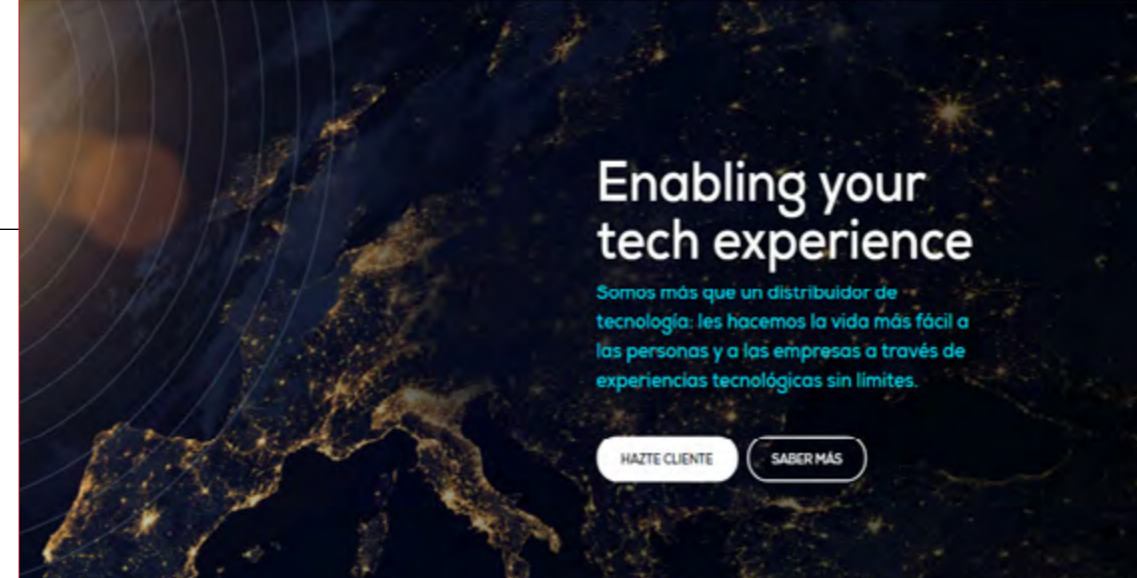 Enabling your
tech experience
Somos más que un distribuidor de
tecnología: les hacemos la vida más fácil a
las personas y a las empresas a través de
experiencias tecnológicas sin límites.
HAZTE CLIENTE
SABER MÁS